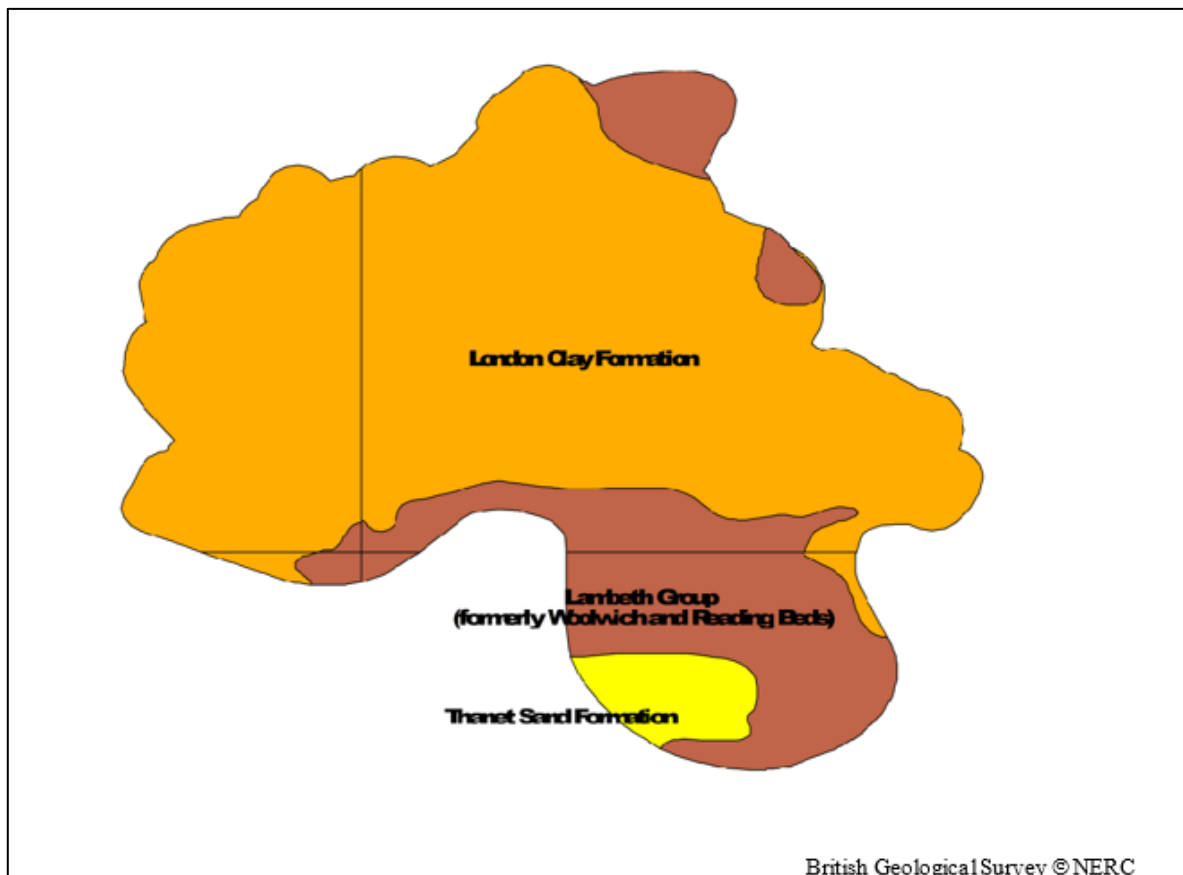 London Clay Formation
Lambeth Group
(formerly Woolwich and Reading Beds)
Thanet Sand Formation
British Geological Survey © NERC